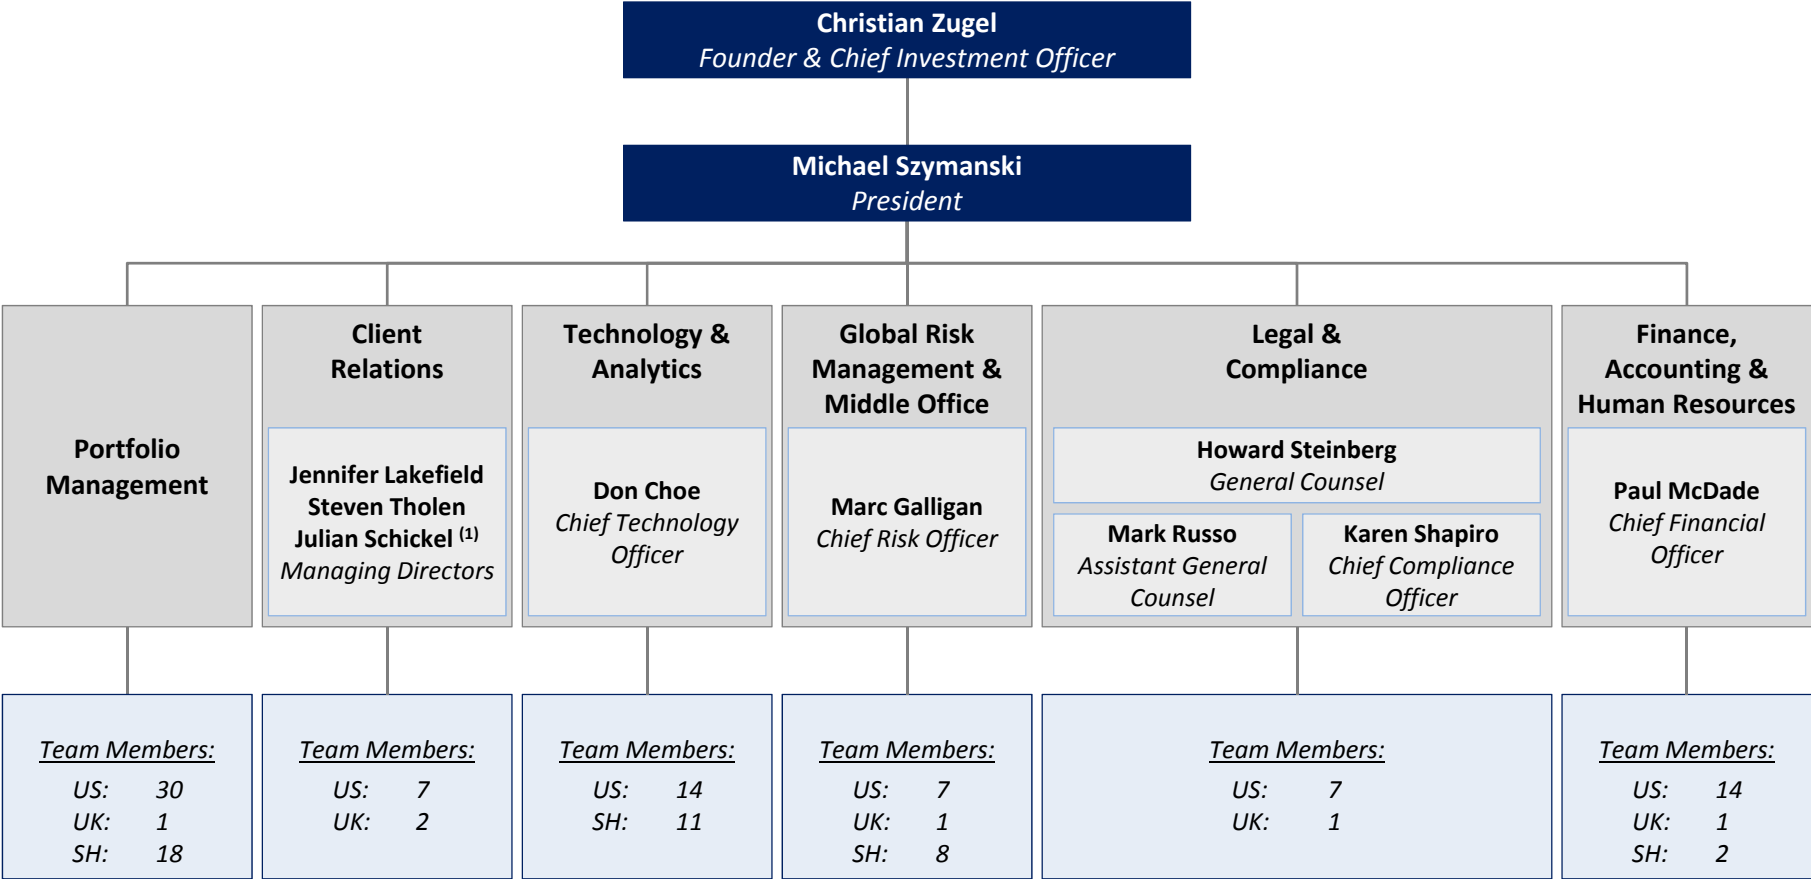 Christian Zugel
Founder & Chief Investment Officer
Michael Szymanski
President
Portfolio
Management
Client
Relations
Jennifer Lakefield
Steven Tholen
Julian Schickel (1)
Managing Directors
Technology &
Analytics
Don Choe
Chief Technology
Officer
Global Risk
Management &
Middle Office
Marc Galligan
Chief Risk Officer
Legal &
Compliance
Howard Steinberg
General Counsel
Mark Russo
Assistant General
Counsel
Karen Shapiro
Chief Compliance
Officer
Finance,
Accounting &
Human Resources
Paul McDade
Chief Financial
Officer
Team Members:
US: 30
UK: 1
SH: 18
Team Members:
US: 7
UK: 2
Team Members:
US: 14
SH: 11
Team Members:
US: 7
UK: 1
SH: 8
Team Members:
US: 7
UK: 1
Team Members:
US: 14
UK: 1
SH: 2